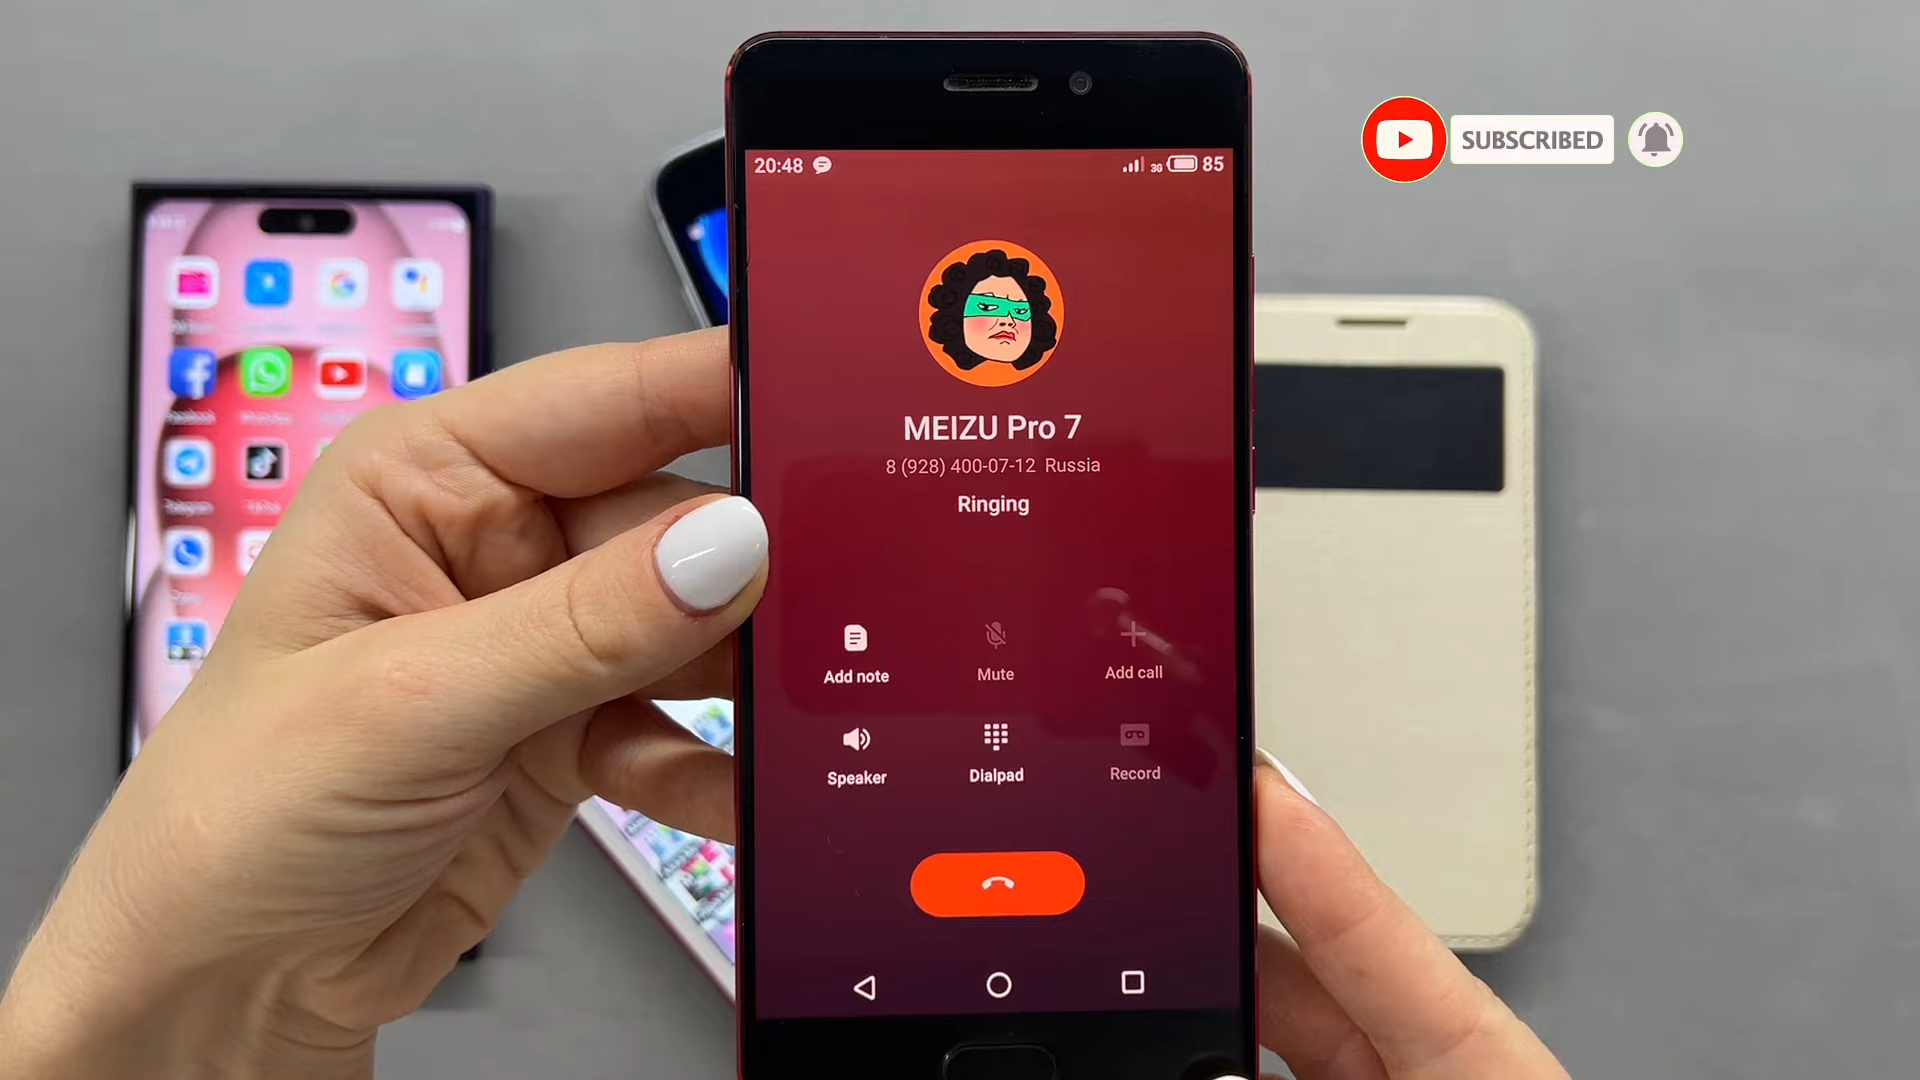 SUBSCRIBED
20:48
3G 85
MEIZU Pro 7
8 (928) 400-07-12 Russia
Ringing
Add note
Mute
Add call
Speaker
Dialpad
Record